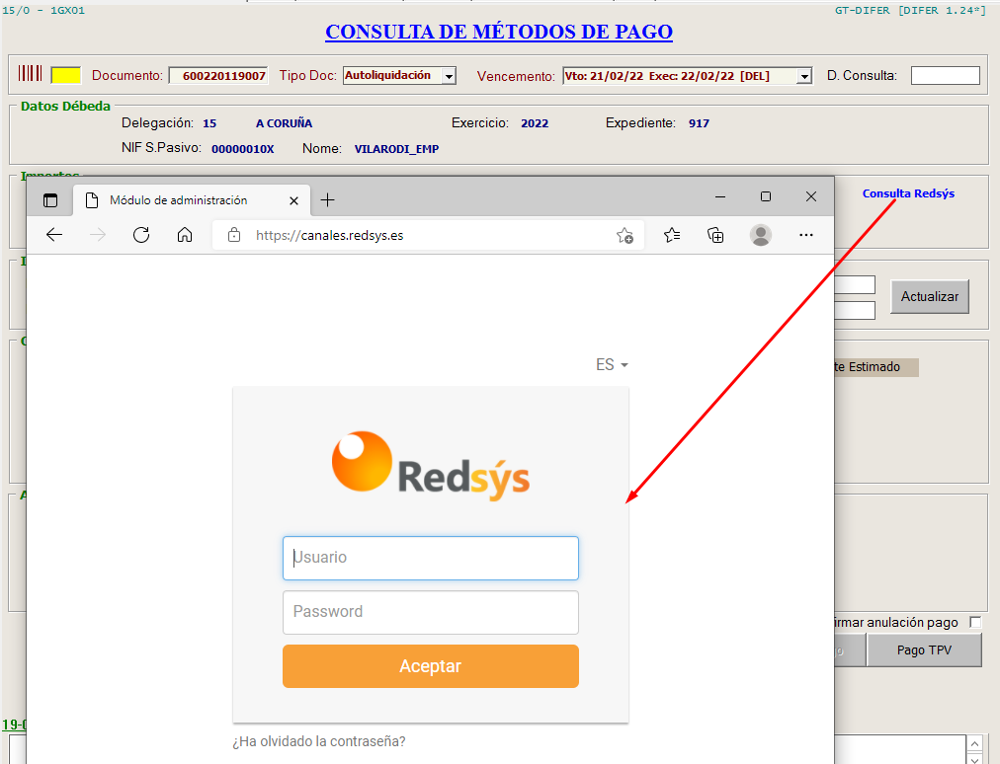 15/0 - 1GX01
GT-DIFER [DIFER 1.24*]
CONSULTA DE MÉTODOS DE PAGO
Documento: 600220119007 Tipo Doc: Autoliquidación Vencemento: Vto: 21/02/22 Exec: 22/02/22 [DEL] D. Consulta:
Datos Débeda
Delegación: 15 A CORUÑA Exercicio: 2022 Expediente: 917
NIF S.Pasivo: 00000010X Nome: VILARODI_EMP
Consulta Redsýs
Módulo de administración
https://canales.redsys.es
Actualizar
ES
te Estimado
Redsýs
Usuario
Password
irmar anulación pago
Pago TPV
Aceptar
19-0
¿Ha olvidado la contraseña?